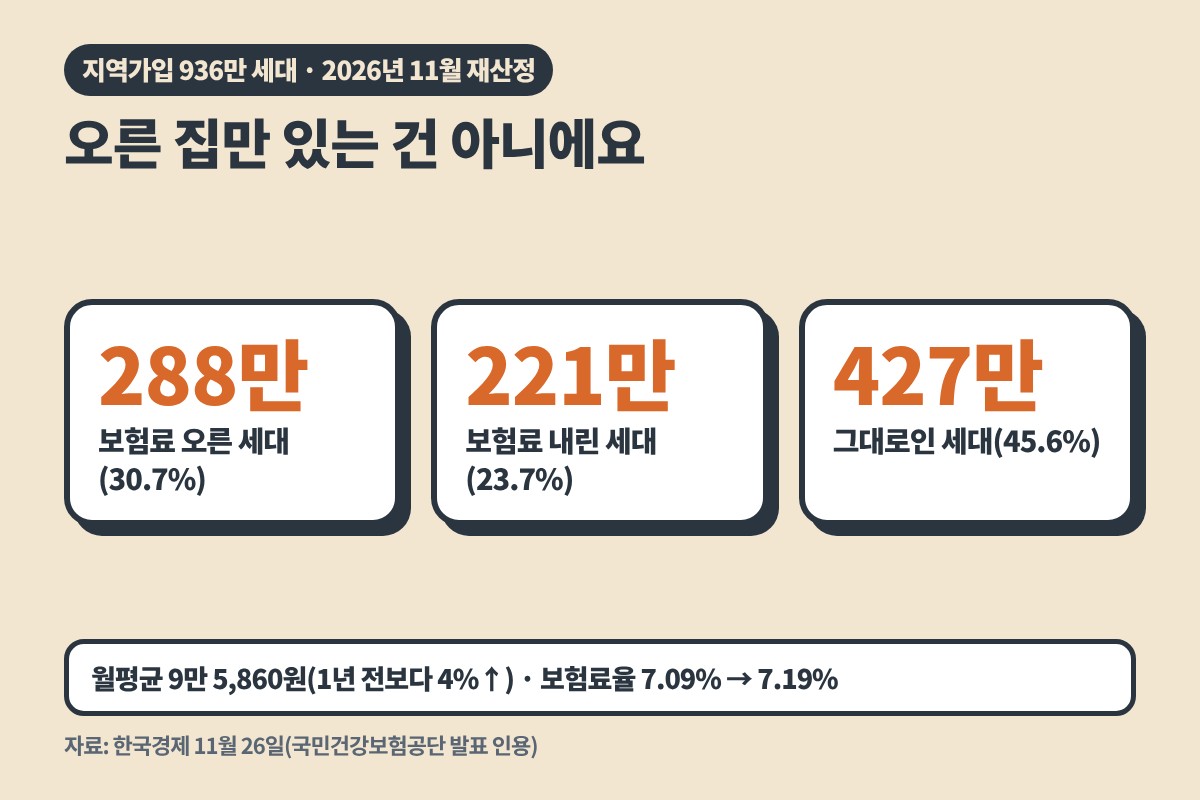 지역가입 936만 세대 · 2026년 11월 재산정
오른 집만 있는 건 아니에요
288만
보험료 오른 세대
(30.7%)
221만
보험료 내린 세대
(23.7%)
427만
그대로인 세대(45.6%)
월평균 9만 5,860원(1년 전보다 4%↑) · 보험료율 7.09% → 7.19%
자료: 한국경제 11월 26일(국민건강보험공단 발표 인용)